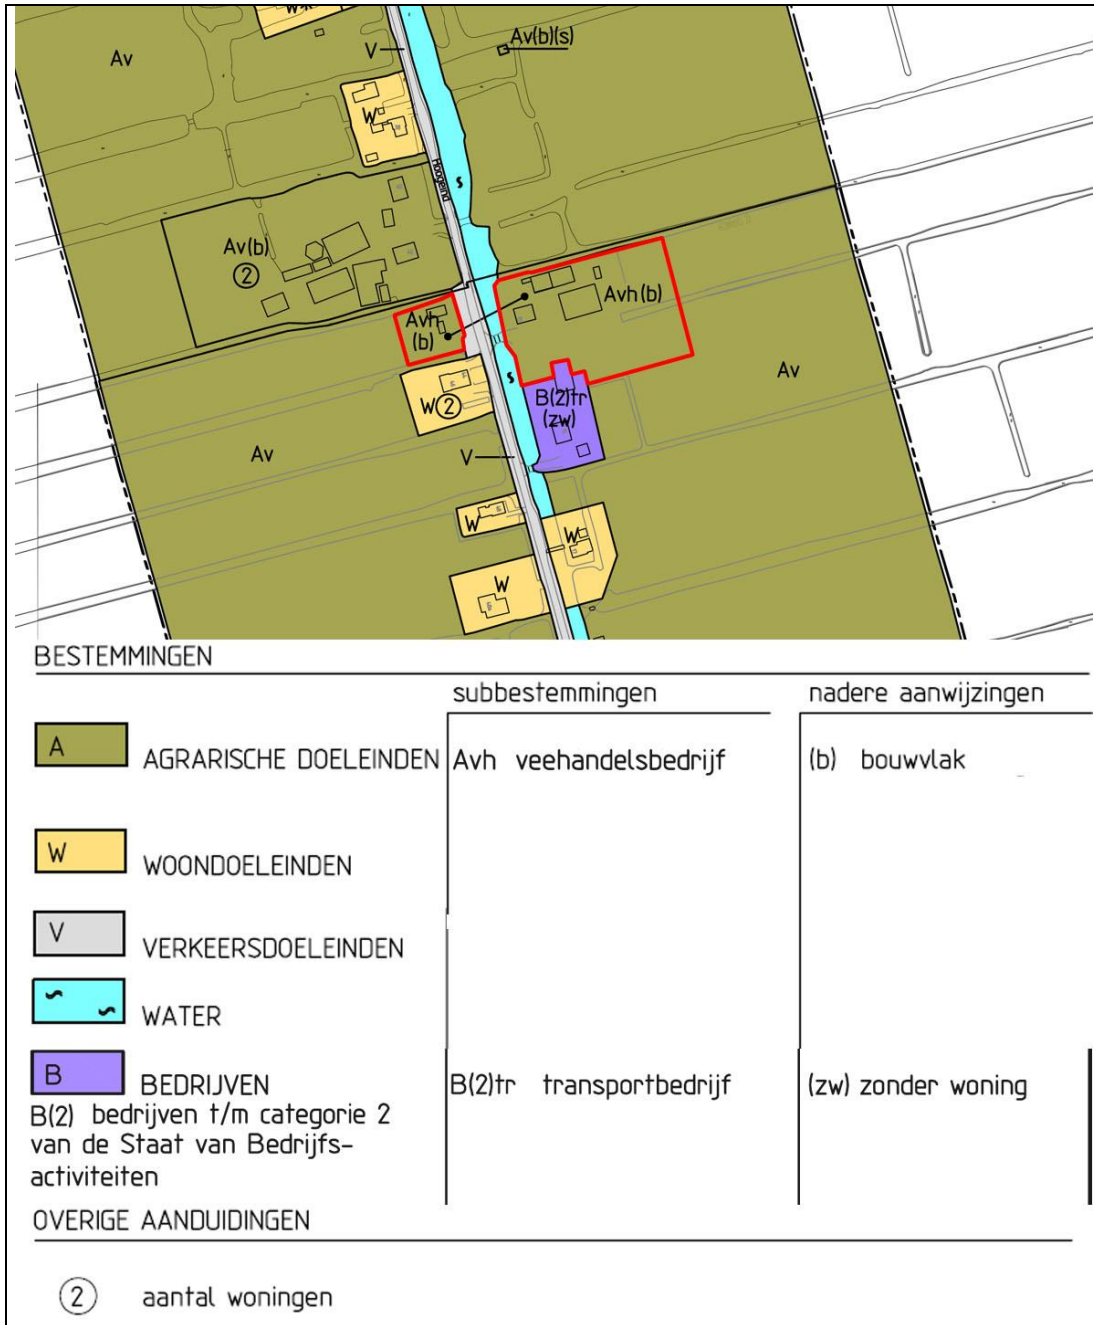 W
Av(b)(s)
V
Av
W
Hoogeind
Av(b)
2
Avh(b)
Avh
(b)
Av
W 2
B(2)tr
(zw)
Av
V
W
W
W
BESTEMMINGEN
subbestemmingen
nadere aanwijzingen
A AGRARISCHE DOELEINDEN
Avh veehandelsbedrijf
(b) bouwvlak
W WOONDOELEINDEN
V VERKEERSDOELEINDEN
WATER
B BEDRIJVEN
B(2)tr transportbedrijf
(zw) zonder woning
B(2) bedrijven t/m categorie 2
van de Staat van Bedrijfs-
activiteiten
OVERIGE AANDUIDINGEN
2 aantal woningen